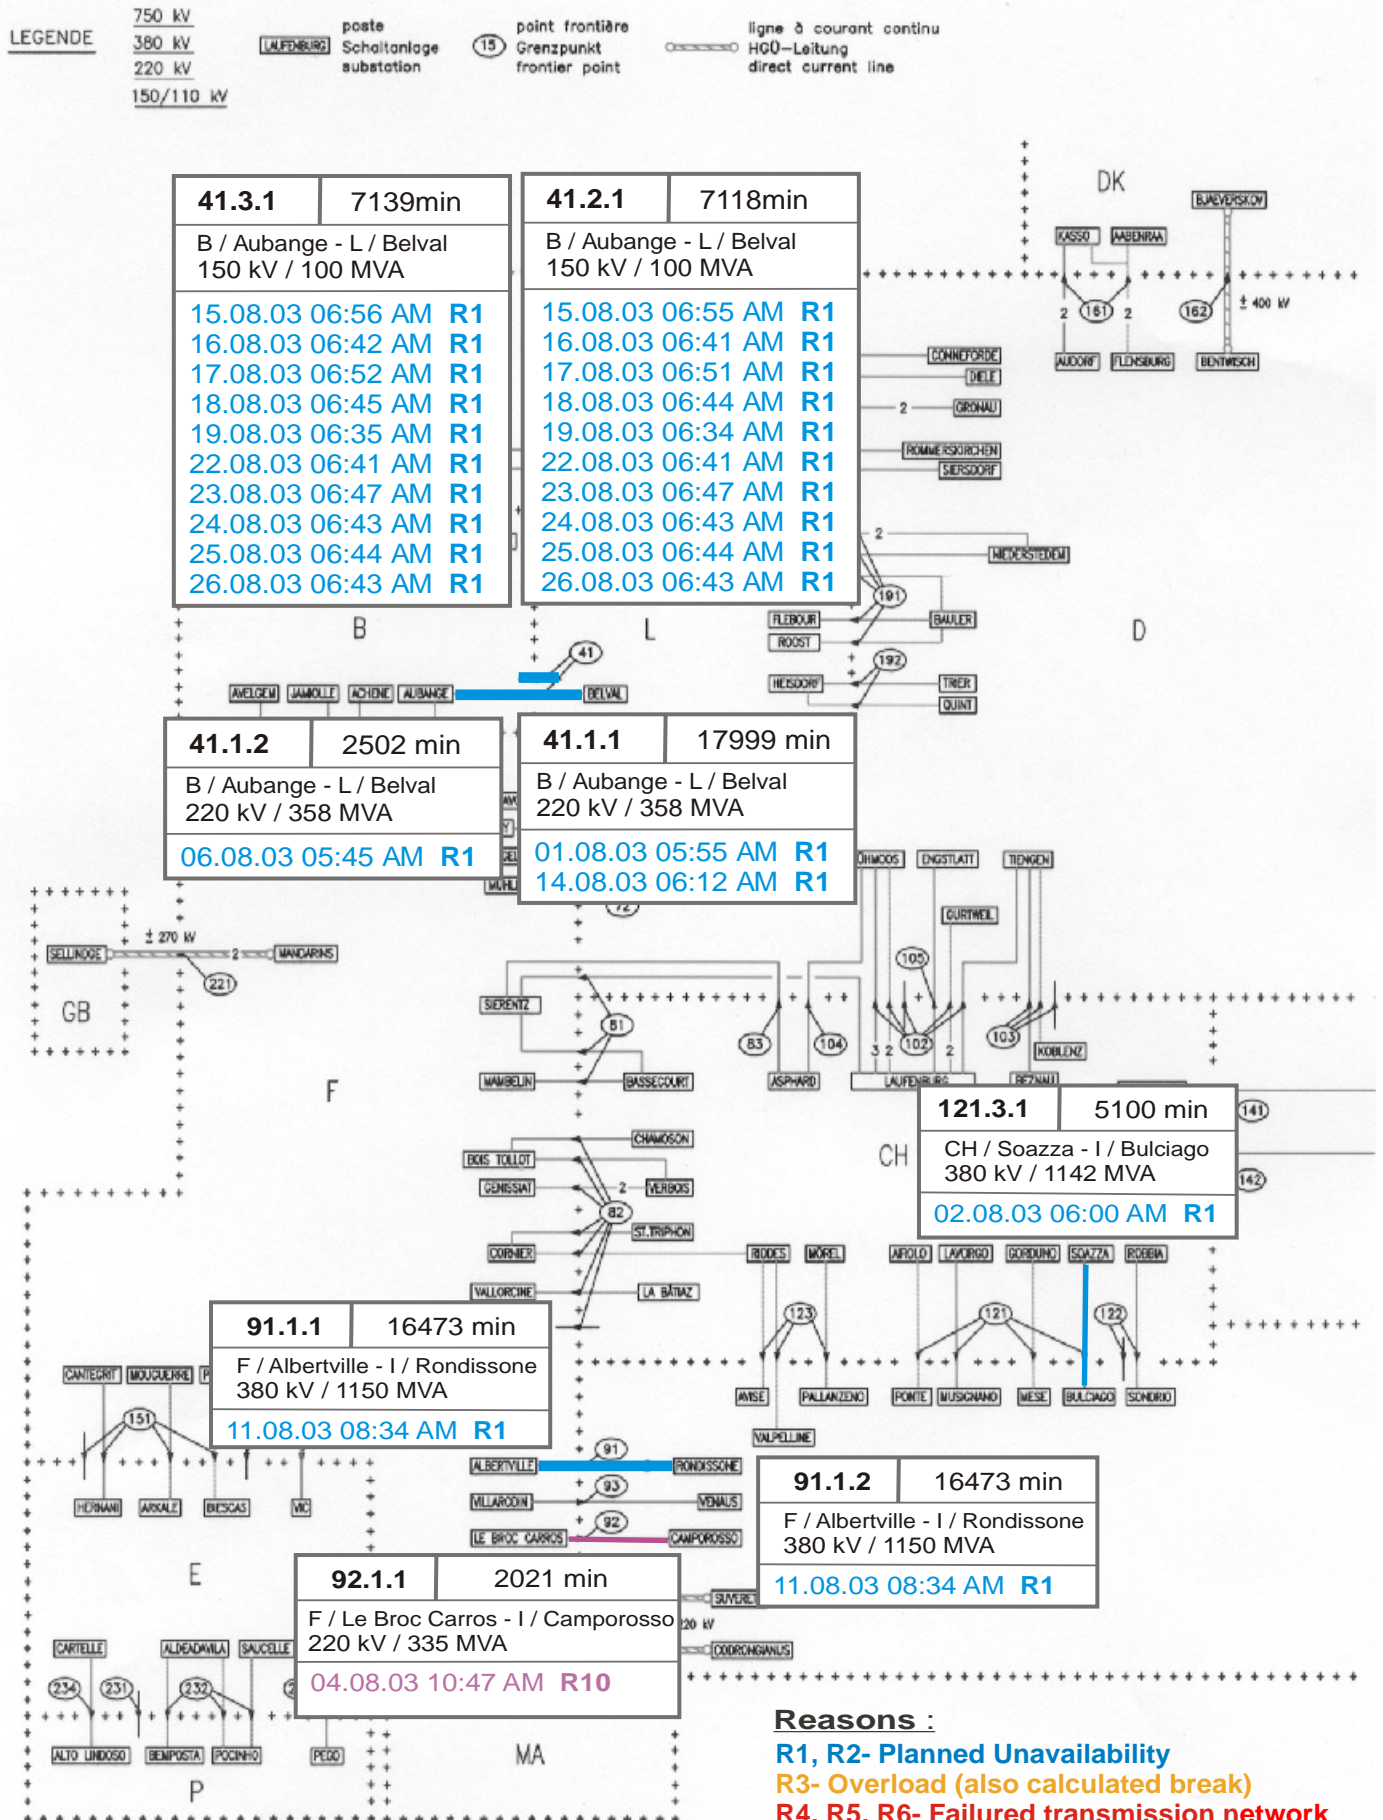 LEGENDE
750 kV
380 kV
220 kV
150/110 kV
LAUFENBURG
poste
Schaltanlage
substation
15
point frontière
Grenzpunkt
frontier point
ligne à courant continu
HGÜ-Leitung
direct current line
41.3.1 7139min
B / Aubange - L / Belval
150 kV / 100 MVA
15.08.03 06:56 AM R1
16.08.03 06:42 AM R1
17.08.03 06:52 AM R1
18.08.03 06:45 AM R1
19.08.03 06:35 AM R1
22.08.03 06:41 AM R1
23.08.03 06:47 AM R1
24.08.03 06:43 AM R1
25.08.03 06:44 AM R1
26.08.03 06:43 AM R1
41.2.1 7118min
B / Aubange - L / Belval
150 kV / 100 MVA
15.08.03 06:55 AM R1
16.08.03 06:41 AM R1
17.08.03 06:51 AM R1
18.08.03 06:44 AM R1
19.08.03 06:34 AM R1
22.08.03 06:41 AM R1
23.08.03 06:47 AM R1
24.08.03 06:43 AM R1
25.08.03 06:44 AM R1
26.08.03 06:43 AM R1
DK
BJAEVERSKOV
KASSO AABENRAA
2 161 2 162 ± 400 kV
AUDORF FLENSBURG BENTWISCH
CONNEFORDE
DIELE
2 GRONAU
ROMMERSKIRCHEN
SIERSDORF
2
NIEDERSTEDEM
191
FLEBOUR BAULER
ROOST
192
HEISDORF TRIER
QUINT
B L D
41
AVELGEM JAMIOLLE ACHENE AUBANGE BELVAL
41.1.2 2502 min
B / Aubange - L / Belval
220 kV / 358 MVA
06.08.03 05:45 AM R1
41.1.1 17999 min
B / Aubange - L / Belval
220 kV / 358 MVA
01.08.03 05:55 AM R1
14.08.03 06:12 AM R1
72
ENGSTLATT TIENGEN
GURTWEIL
± 270 kV
SELLINDGE 2 MANDARINS
221
GB
105
SIERENTZ
81 83 104 3 2 102 2 103
KOBLENZ
MAMBELIN BASSECOURT ASPHARD LAUFENBURG BEZNAU
F
CH
121.3.1 5100 min
CH / Soazza - I / Bulciago
380 kV / 1142 MVA
02.08.03 06:00 AM R1
141
142
CHAMOSON
BOIS TOLLOT
GENISSIAT 2 VERBOIS
82
ST.TRIPHON
CORNIER RIDDES MÖREL AIROLO LAVORGO GORDUNO SOAZZA ROBBIA
VALLORCINE LA BÂTIAZ
123 121 122
AVISE PALLANZENO PONTE MUSIGNANO MESE BULCIAGO SONDRIO
VALPELLINE
91.1.1 16473 min
F / Albertville - I / Rondissone
380 kV / 1150 MVA
11.08.03 08:34 AM R1
CANTEGRIT MOUGUERRE
151
HERNANI ARKALE BIESCAS VIC
91
ALBERTVILLE RONDISSONE
93
VILLARODIN VENAUS
92
LE BROC CARROS CAMPOROSSO
91.1.2 16473 min
F / Albertville - I / Rondissone
380 kV / 1150 MVA
11.08.03 08:34 AM R1
E
92.1.1 2021 min
F / Le Broc Carros - I / Camporosso
220 kV / 335 MVA
04.08.03 10:47 AM R10
CODRONGIANUS
CARTELLE ALDEADAVILA SAUCELLE
234 231 232
ALTO LINDOSO BEMPOSTA POCINHO PEGO
P
MA
Reasons :
R1, R2- Planned Unavailability
R3- Overload (also calculated break)
R4, R5, R6- Failured transmission network